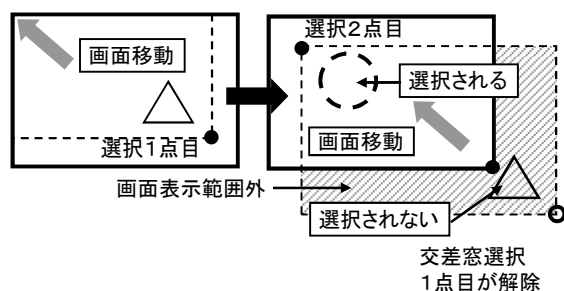 画面移動
選択1点目
選択2点目
選択される
画面移動
画面表示範囲外
選択されない
交差窓選択
1点目が解除